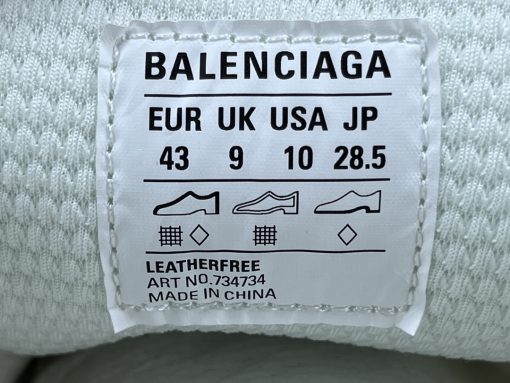 BALENCIAGA
EUR UK USA JP
43 9 10 28.5
LEATHERFREE
ART NO.734734
MADE IN CHINA